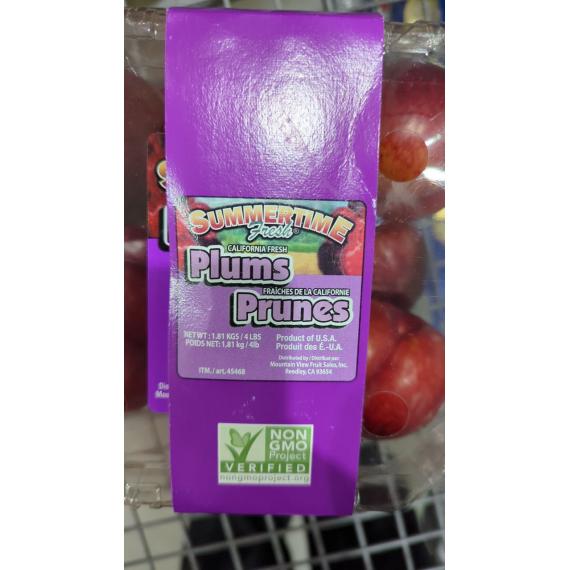 SUMMERTIME
Fresh®
CALIFORNIA FRESH
Plums
FRAÎCHES DE LA CALIFORNIE
Prunes
NET WT : 1.81 KGS / 4 LBS
POIDS NET: 1,81 kg / 4lb
Product of U.S.A.
Produit des É.-U.A.
Distributed by / Distribué par:
Mountain View Fruit Sales, Inc.
Reedley, CA 93654
ITM. / art. 45468
NON
GMO
Project
VERIFIED
nongmoproject.org